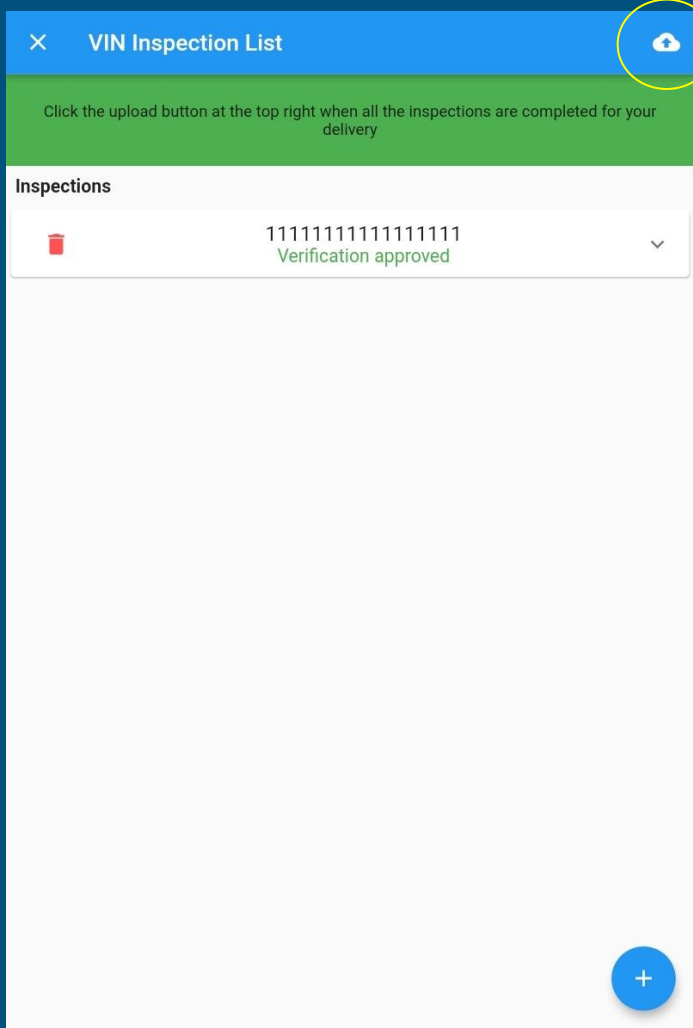 VIN Inspection List
Click the upload button at the top right when all the inspections are completed for your
delivery
Inspections
11111111111111111
Verification approved